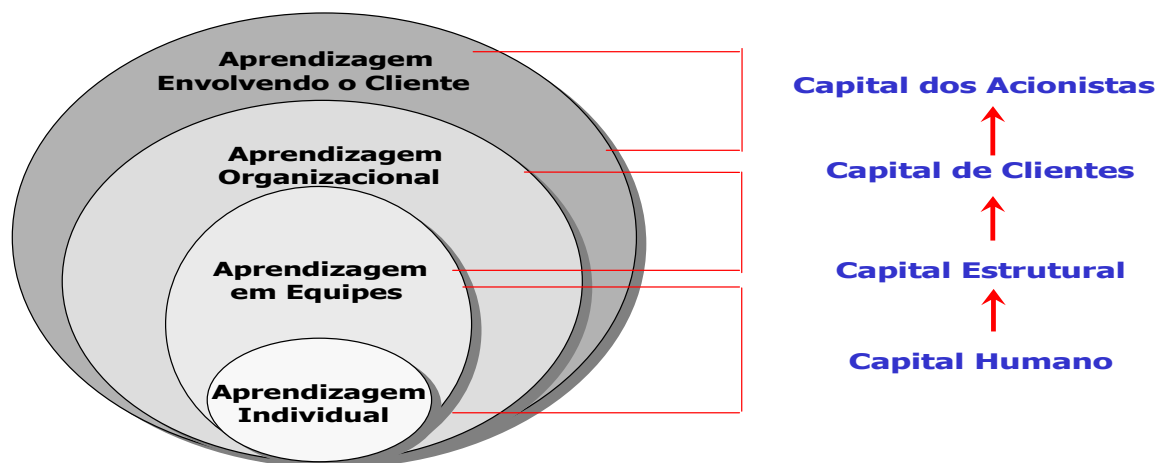 Aprendizagem
Envolvendo o Cliente
Aprendizagem
Organizacional
Aprendizagem
em Equipes
Aprendizagem
Individual
Capital dos Acionistas
Capital de Clientes
Capital Estrutural
Capital Humano